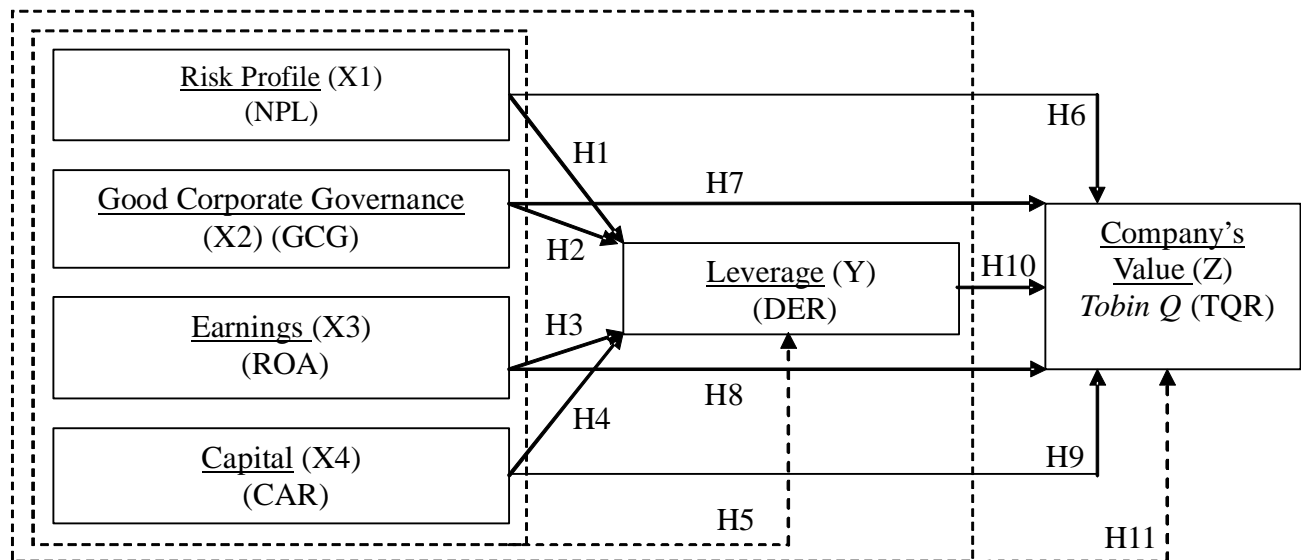 Risk Profile (X1)
(NPL)
H6
H1
Good Corporate Governance
(X2) (GCG)
H7
H2
Company's
Value (Z)
Tobin Q (TQR)
Leverage (Y)
(DER)
H10
Earnings (X3)
(ROA)
H3
H8
H4
Capital (X4)
(CAR)
H9
H5
H11